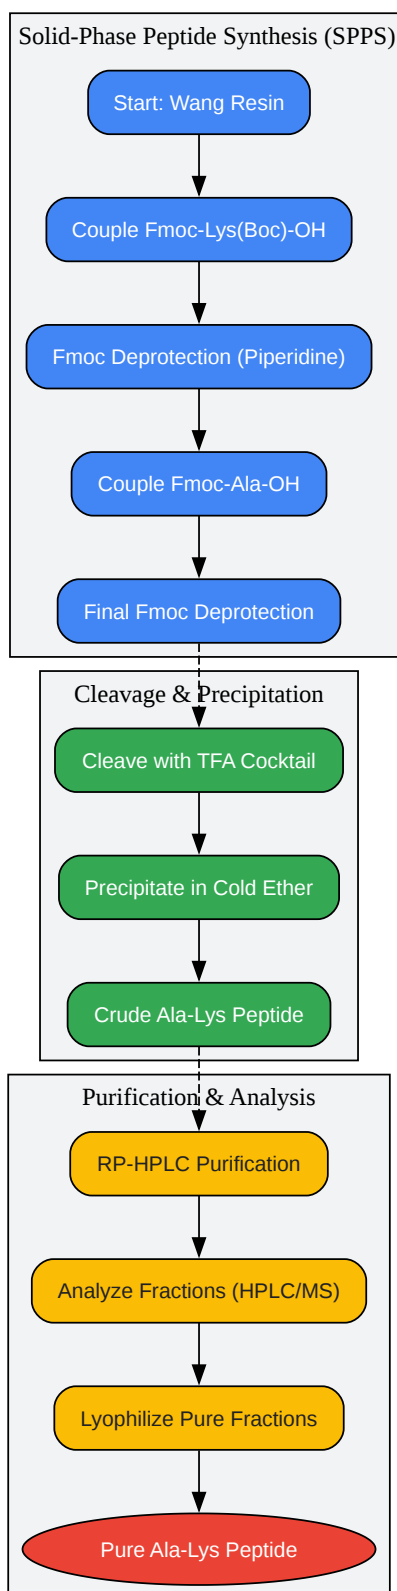 Solid-Phase Peptide Synthesis (SPPS)
Start: Wang Resin
Couple Fmoc-Lys(Boc)-OH
Fmoc Deprotection (Piperidine)
Couple Fmoc-Ala-OH
Final Fmoc Deprotection
Cleavage & Precipitation
Cleave with TFA Cocktail
Precipitate in Cold Ether
Crude Ala-Lys Peptide
Purification & Analysis
RP-HPLC Purification
Analyze Fractions (HPLC/MS)
Lyophilize Pure Fractions
Pure Ala-Lys Peptide